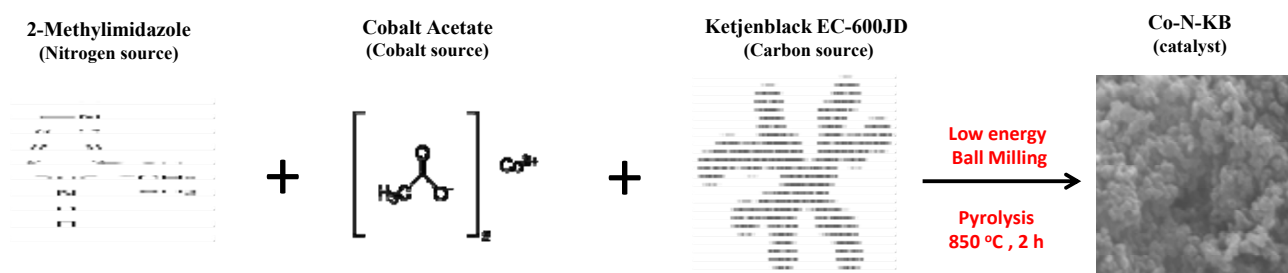 2-Methylimidazole
(Nitrogen source)
Cobalt Acetate
(Cobalt source)
Ketjenblack EC-600JD
(Carbon source)
Co-N-KB
(catalyst)
+
O
H₃C
O⁻
2
Co²⁺
+
Low energy
Ball Milling
Pyrolysis
850 °C , 2 h